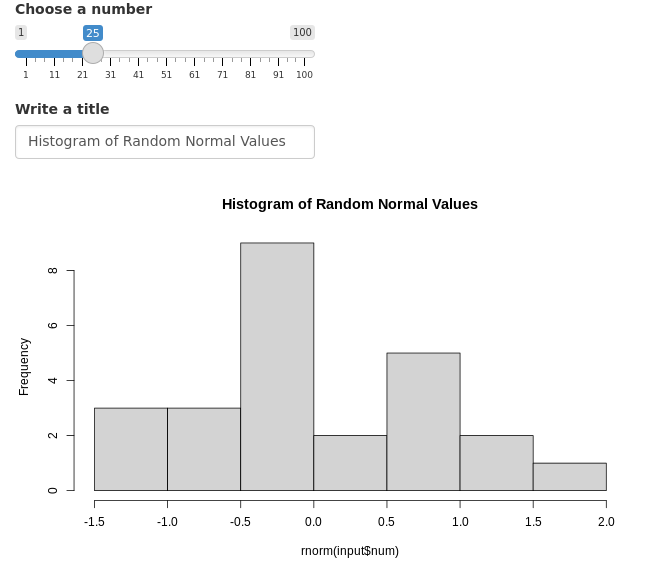 Choose a number
1 25 100
1 11 21 31 41 51 61 71 81 91 100
Write a title
Histogram of Random Normal Values
Histogram of Random Normal Values
8
6
4
2
0
Frequency
-1.5 -1.0 -0.5 0.0 0.5 1.0 1.5 2.0
rnorm(input$num)